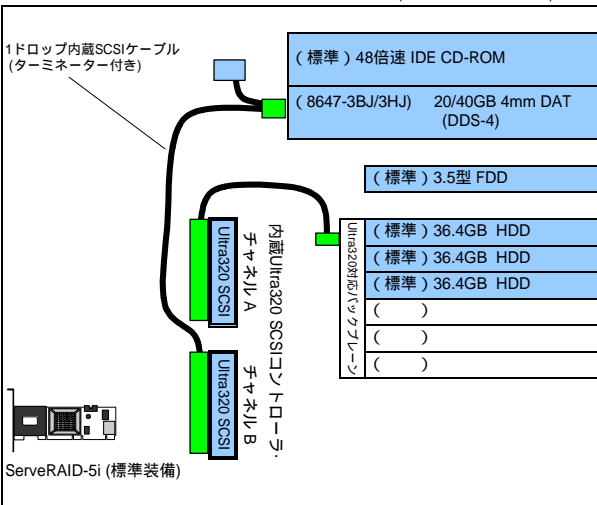 1ドロップ内蔵SCSIケーブル
(ターミネーター付き)
(標準)48倍速 IDE CD-ROM
(8647-3BJ/3HJ) 20/40GB 4mm DAT
(DDS-4)
(標準)3.5型 FDD
Ultra320対応バックプレーン
(標準)36.4GB HDD
(標準)36.4GB HDD
(標準)36.4GB HDD
( )
( )
( )
Ultra320 SCSI
チャネル A
内蔵Ultra320 SCSIコントローラ・
Ultra320 SCSI
チャネル B
ServeRAID-5i (標準装備)